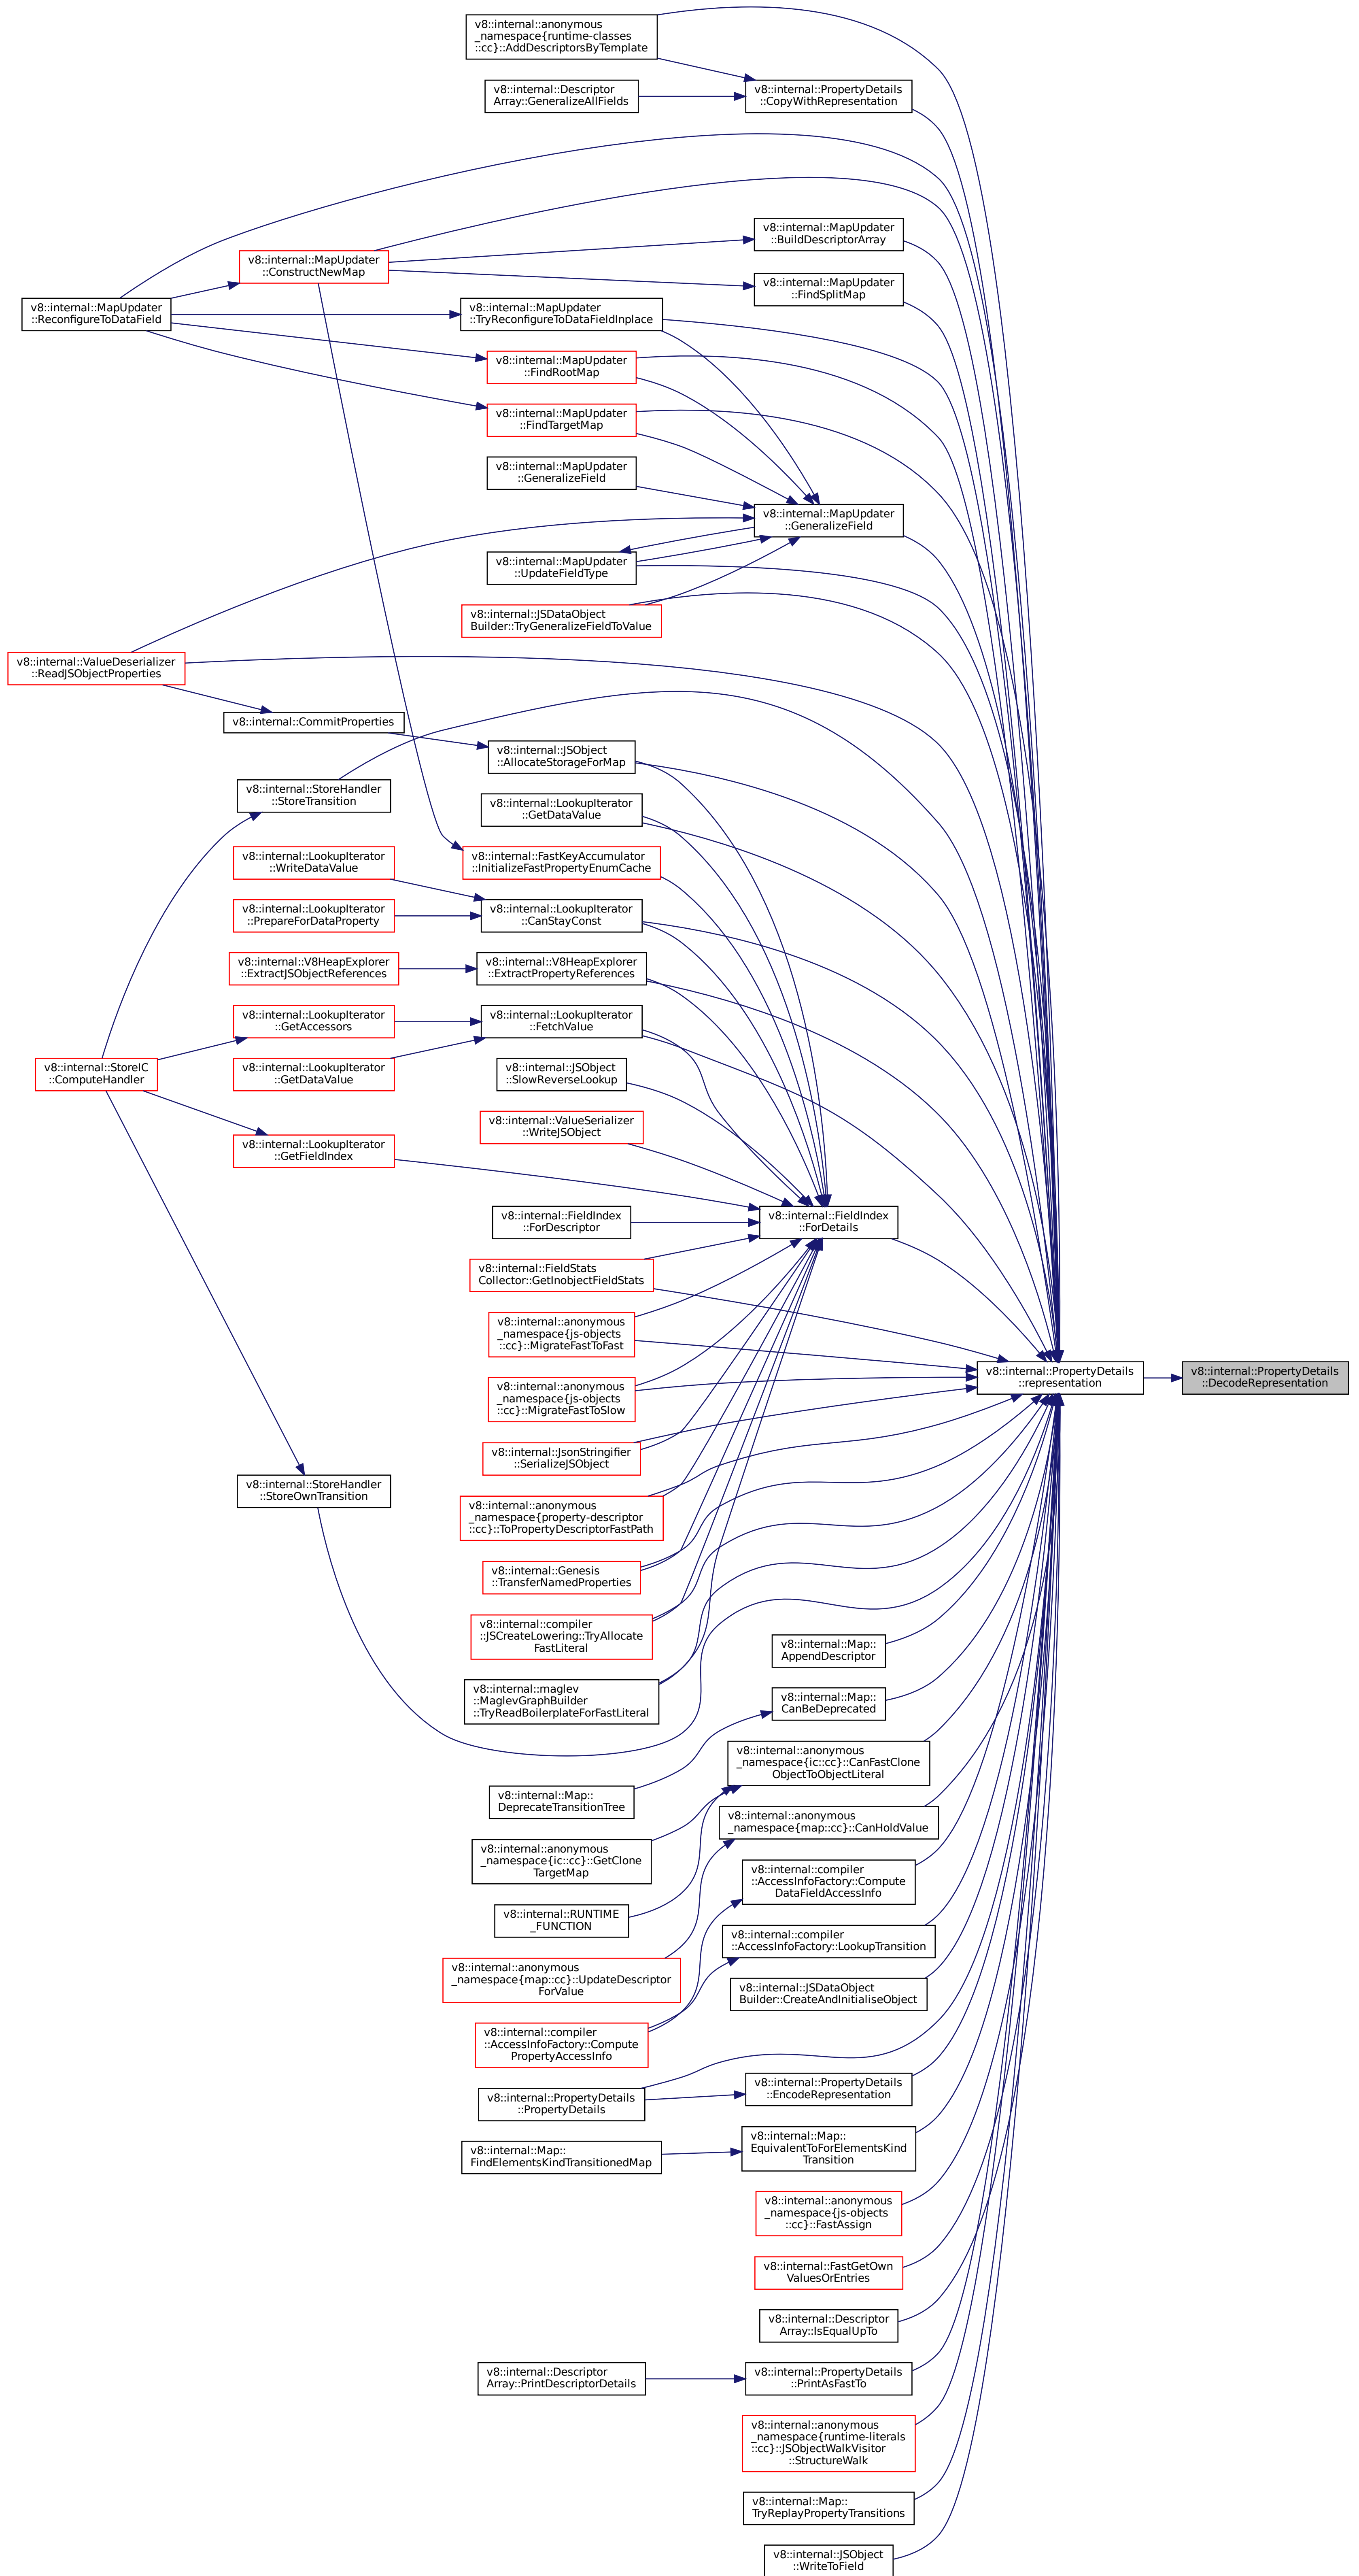 v8::internal::anonymous
_namespace{runtime-classes
::cc}::AddDescriptorsByTemplate
v8::internal::Descriptor
Array::GeneralizeAllFields
v8::internal::PropertyDetails
::CopyWithRepresentation
v8::internal::MapUpdater
::BuildDescriptorArray
v8::internal::MapUpdater
::ConstructNewMap
v8::internal::MapUpdater
::FindSplitMap
v8::internal::MapUpdater
::ReconfigureToDataField
v8::internal::MapUpdater
::TryReconfigureToDataFieldInplace
v8::internal::MapUpdater
::FindRootMap
v8::internal::MapUpdater
::FindTargetMap
v8::internal::MapUpdater
::GeneralizeField
v8::internal::MapUpdater
::GeneralizeField
v8::internal::MapUpdater
::UpdateFieldType
v8::internal::JSDataObject
Builder::TryGeneralizeFieldToValue
v8::internal::ValueDeserializer
::ReadJSObjectProperties
v8::internal::CommitProperties
v8::internal::JSObject
::AllocateStorageForMap
v8::internal::StoreHandler
::StoreTransition
v8::internal::LookupIterator
::GetDataValue
v8::internal::LookupIterator
::WriteDataValue
v8::internal::FastKeyAccumulator
::InitializeFastPropertyEnumCache
v8::internal::LookupIterator
::PrepareForDataProperty
v8::internal::LookupIterator
::CanStayConst
v8::internal::V8HeapExplorer
::ExtractJSObjectReferences
v8::internal::V8HeapExplorer
::ExtractPropertyReferences
v8::internal::LookupIterator
::GetAccessors
v8::internal::LookupIterator
::FetchValue
v8::internal::StoreIC
::ComputeHandler
v8::internal::LookupIterator
::GetDataValue
v8::internal::JSObject
::SlowReverseLookup
v8::internal::ValueSerializer
::WriteJSObject
v8::internal::LookupIterator
::GetFieldIndex
v8::internal::FieldIndex
::ForDescriptor
v8::internal::FieldIndex
::ForDetails
v8::internal::FieldStats
Collector::GetInobjectFieldStats
v8::internal::anonymous
_namespace{js-objects
::cc}::MigrateFastToFast
v8::internal::PropertyDetails
::representation
v8::internal::PropertyDetails
::DecodeRepresentation
v8::internal::anonymous
_namespace{js-objects
::cc}::MigrateFastToSlow
v8::internal::JsonStringifier
::SerializeJSObject
v8::internal::StoreHandler
::StoreOwnTransition
v8::internal::anonymous
_namespace{property-descriptor
::cc}::ToPropertyDescriptorFastPath
v8::internal::Genesis
::TransferNamedProperties
v8::internal::compiler
::JSCreateLowering::TryAllocate
FastLiteral
v8::internal::Map::
AppendDescriptor
v8::internal::maglev
::MaglevGraphBuilder
::TryReadBoilerplateForFastLiteral
v8::internal::Map::
CanBeDeprecated
v8::internal::anonymous
_namespace{ic::cc}::CanFastClone
ObjectToObjectLiteral
v8::internal::Map::
DeprecateTransitionTree
v8::internal::anonymous
_namespace{map::cc}::CanHoldValue
v8::internal::anonymous
_namespace{ic::cc}::GetClone
TargetMap
v8::internal::compiler
::AccessInfoFactory::Compute
DataFieldAccessInfo
v8::internal::RUNTIME
_FUNCTION
v8::internal::compiler
::AccessInfoFactory::LookupTransition
v8::internal::anonymous
_namespace{map::cc}::UpdateDescriptor
ForValue
v8::internal::JSDataObject
Builder::CreateAndInitialiseObject
v8::internal::compiler
::AccessInfoFactory::Compute
PropertyAccessInfo
v8::internal::PropertyDetails
::PropertyDetails
v8::internal::PropertyDetails
::EncodeRepresentation
v8::internal::Map::
FindElementsKindTransitionedMap
v8::internal::Map::
EquivalentToForElementsKind
Transition
v8::internal::anonymous
_namespace{js-objects
::cc}::FastAssign
v8::internal::FastGetOwn
ValuesOrEntries
v8::internal::Descriptor
Array::IsEqualUpTo
v8::internal::Descriptor
Array::PrintDescriptorDetails
v8::internal::PropertyDetails
::PrintAsFastTo
v8::internal::anonymous
_namespace{runtime-literals
::cc}::JSObjectWalkVisitor
::StructureWalk
v8::internal::Map::
TryReplayPropertyTransitions
v8::internal::JSObject
::WriteToField